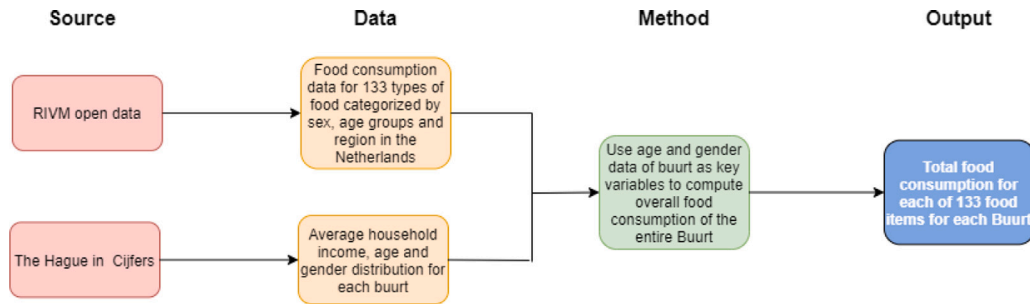 Source
Data
Method
Output
RIVM open data
Food consumption
data for 133 types of
food categorized by
sex, age groups and
and region in the
Netherlands
Use age and gender
data of buurt as key
variables to compute
overall food
consumption of the
entire Buurt
Total food
consumption for
each of 133 food
items for each Buurt
The Hague in Cijfers
Average household
income, age and
gender distribution for
each buurt